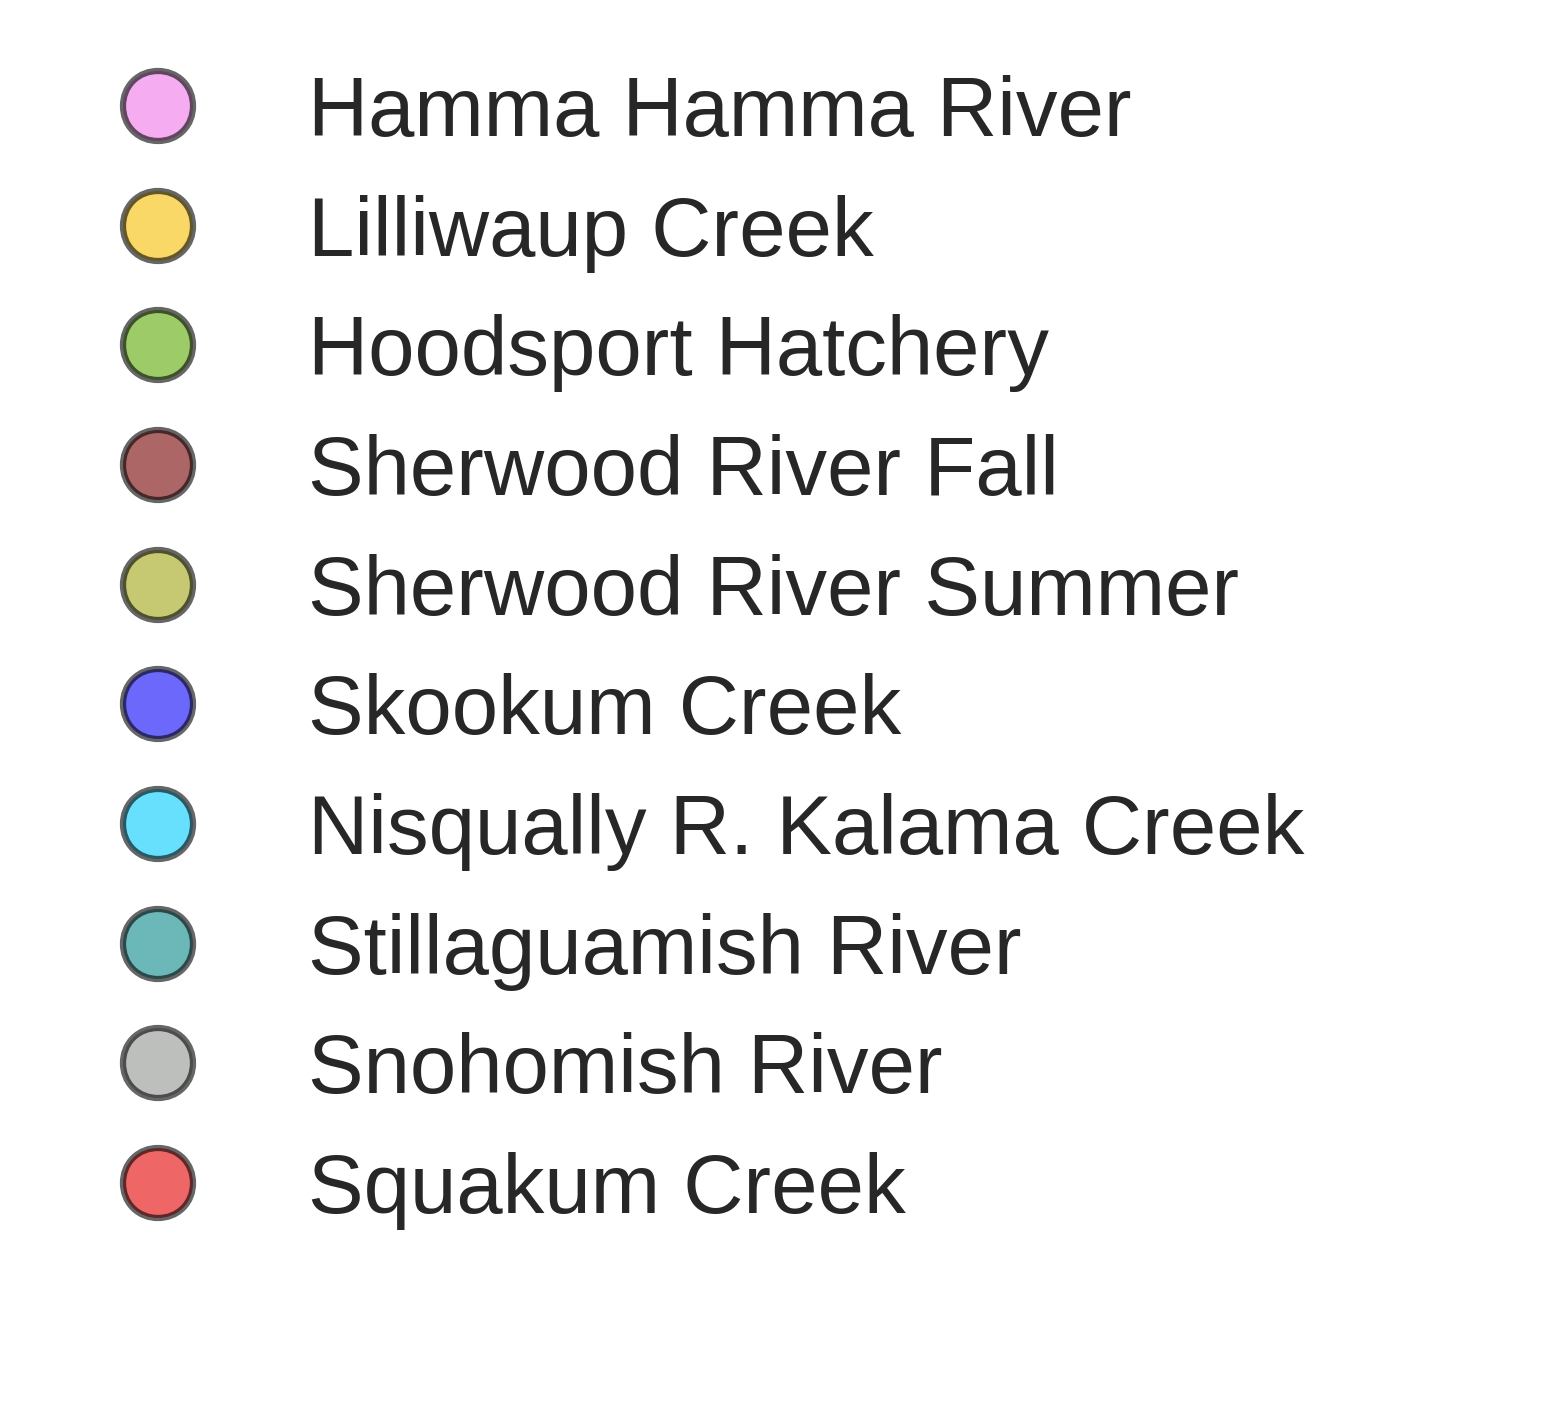 Hamma Hamma River
Lilliwaup Creek
Hoodsport Hatchery
Sherwood River Fall
Sherwood River Summer
Skookum Creek
Nisqually R. Kalama Creek
Stillaguamish River
Snohomish River
Squakum Creek